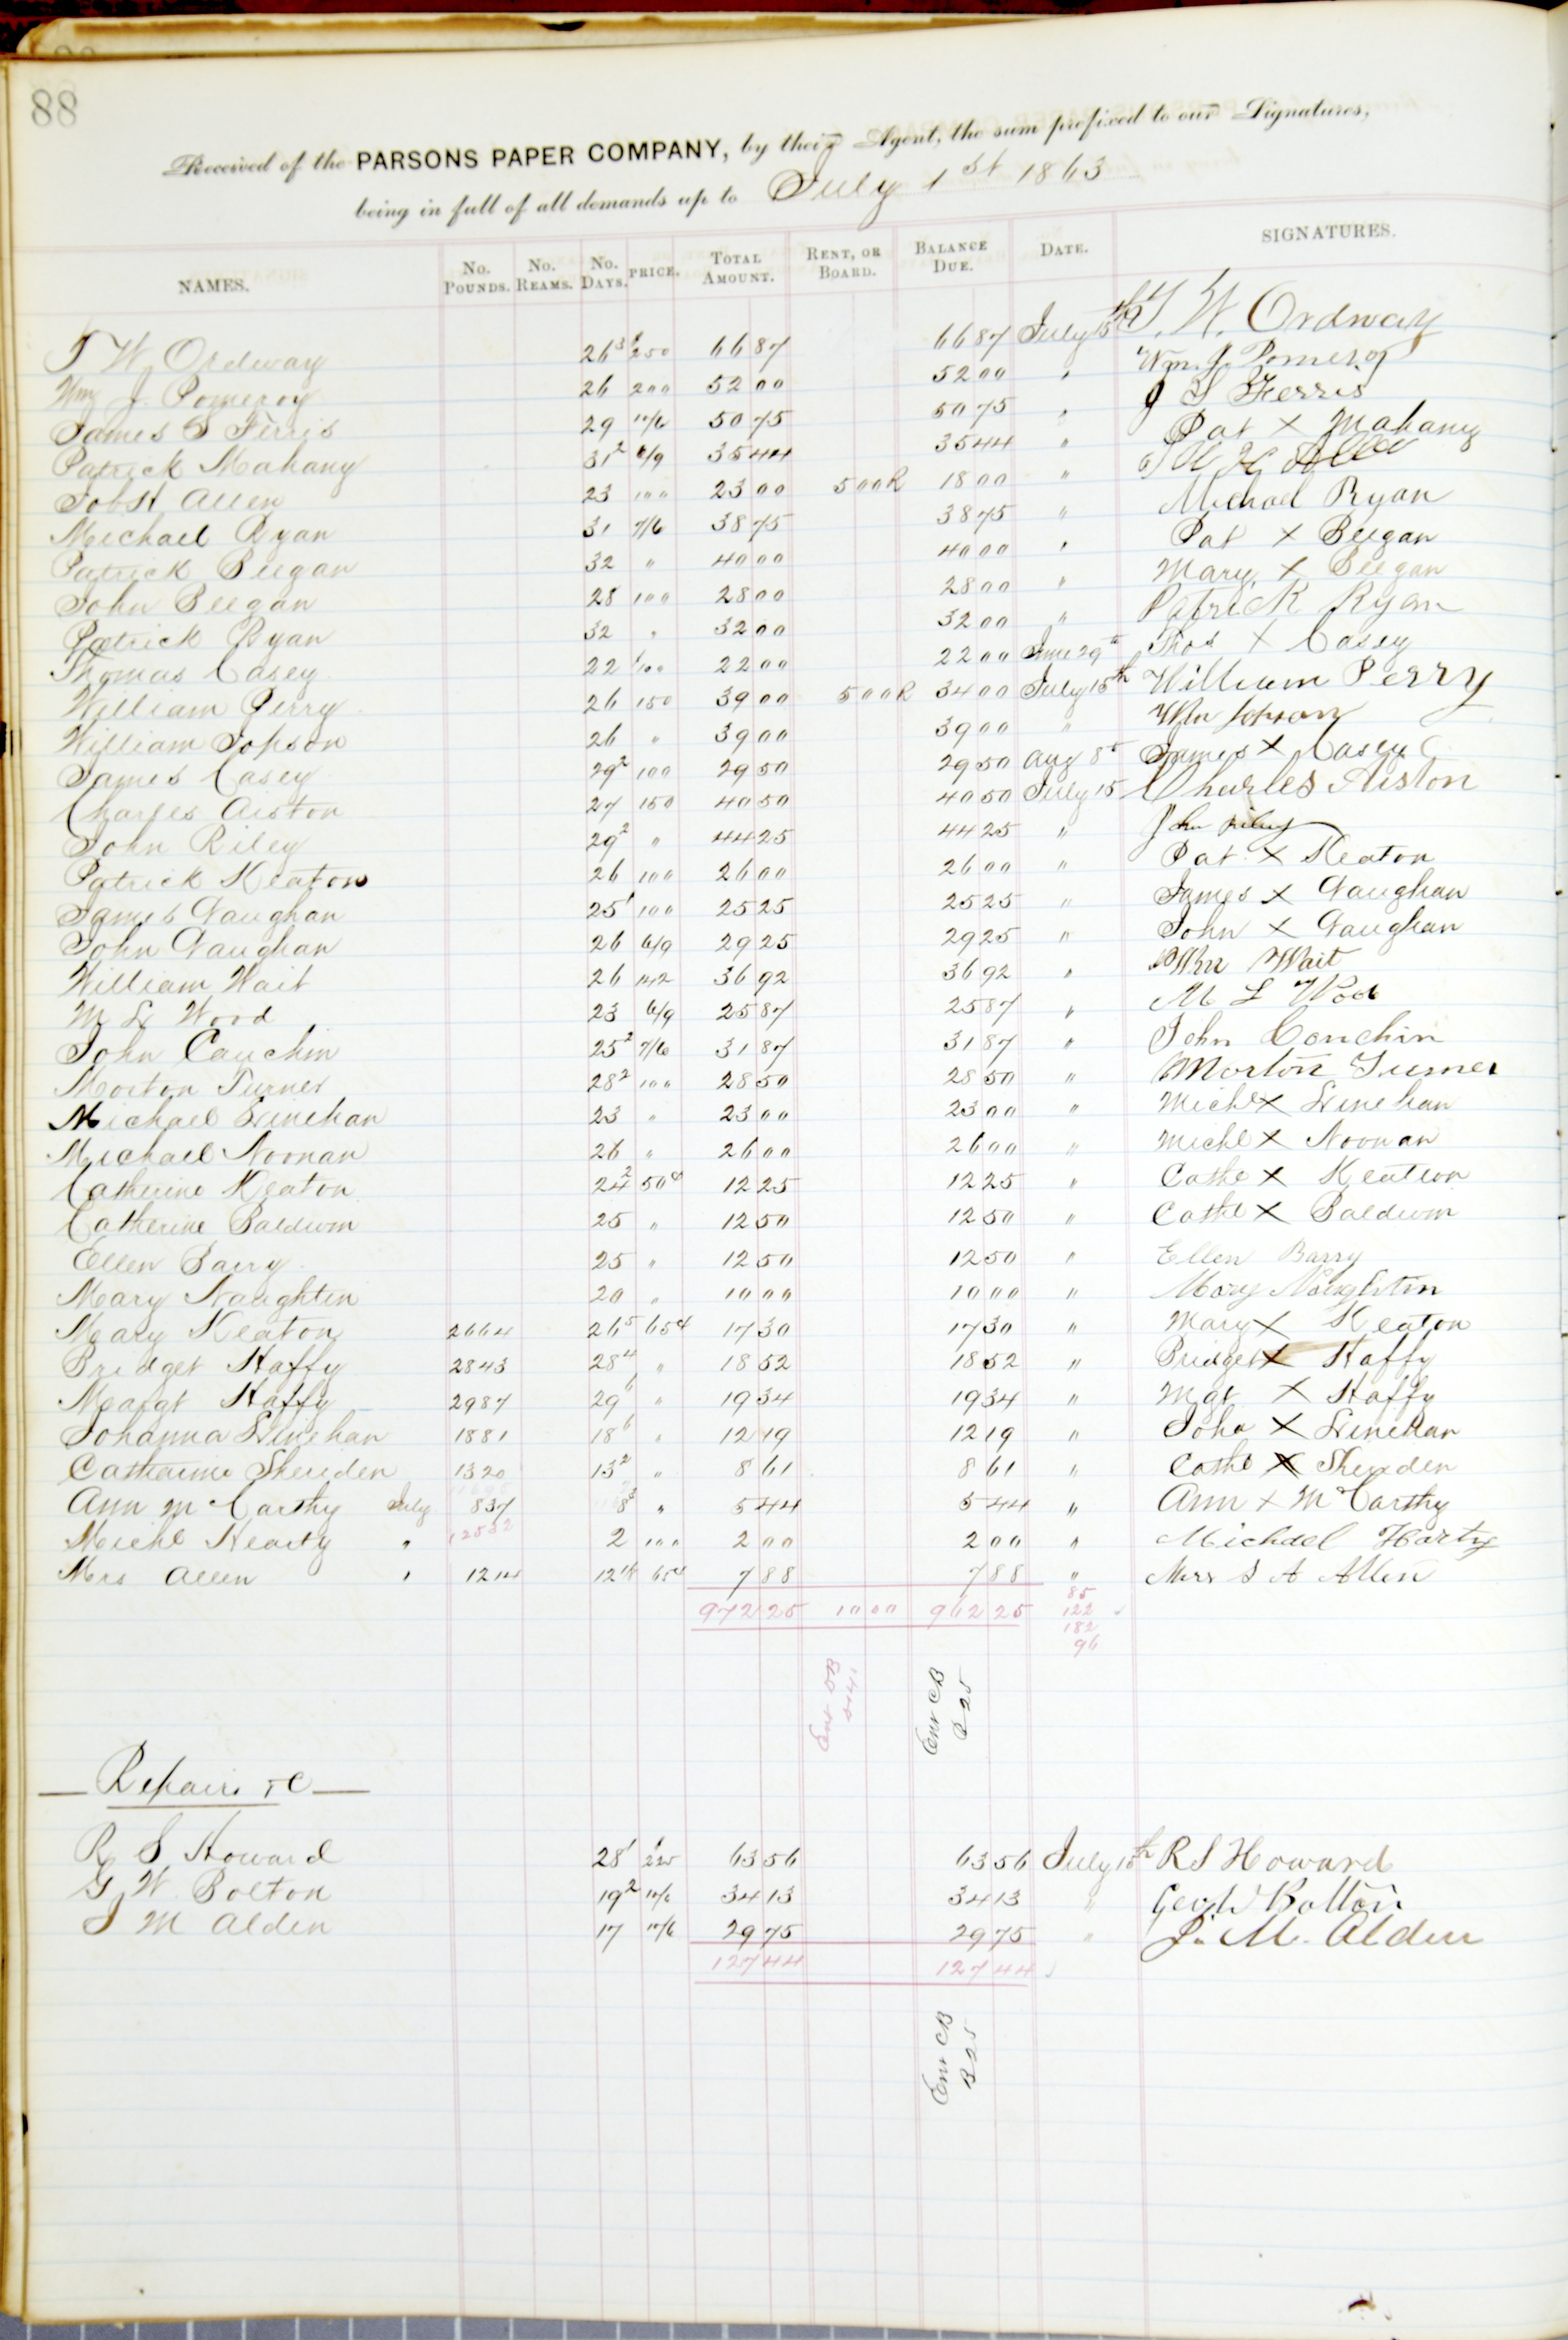 88
Received of the PARSONS PAPER COMPANY, by their Agent, the sum prefixed to our Signatures,
being in full of all demands up to July 1st 1863
NAMES. No. POUNDS. No. REAMS. No. DAYS. PRICE. TOTAL AMOUNT. RENT, OR BOARD. BALANCE DUE. DATE. SIGNATURES.
T W Ordway 26 3/4 250 66 87 66 87 July 15th T. W. Ordway
Wm J. Pomeroy 26 200 52 00 52 00 " Wm. J. Pomeroy
James S Ferris 29 10/6 50 75 50 75 " J S Ferris
Patrick Mahany 31 2 6/9 35 44 35 44 " Pat X Mahany
Job H Allen 23 100 23 00 5 00 R 18 00 "
Michael Ryan 31 7/6 38 75 38 75 " Michael Ryan
Patrick Beegan 32 " 40 00 40 00 " Pat X Beegan
John Beegan 28 100 28 00 28 00 " Mary X Beegan
Patrick Ryan 32 " 32 00 32 00 " Patrick Ryan
Thomas Casey 22 100 22 00 22 00 June 29th Thos X Casey
William Perry 26 150 39 00 5 00 R 34 00 July 15th William Perry
William Jopson 26 " 39 00 39 00 " Wm Jopson
James Casey 29 2 100 29 50 29 50 Aug 8th James X Casey
Charles Aiston 27 150 40 50 40 50 July 15 Charles Aiston
John Riley 29 2 " 44 25 44 25 " John Riley
Patrick Keaton 26 100 26 00 26 00 " Pat X Keaton
James Vaughan 25 1 100 25 25 25 25 " James X Vaughan
John Vaughan 26 6/9 29 25 29 25 " John X Vaughan
William Wait 26 142 36 92 36 92 " Wm Wait
M L Wood 23 6/9 25 87 25 87 " M L Wood
John Cauchin 25 2 7/6 31 87 31 87 " John Conchin
Morton Turner 28 2 100 28 50 28 50 " Morton Turner
Michael Linehan 23 " 23 00 23 00 " Michl X Linehan
Michael Noonan 26 " 26 00 26 00 " Michl X Noonan
Catherine Keaton 24 2 50c 12 25 12 25 " Cathe X Keaton
Catherine Baldwin 25 " 12 50 12 50 " Cathe X Baldwin
Ellen Barry 25 " 12 50 12 50 " Ellen Barry
Mary Naughtin 20 " 10 00 10 00 " Mary Naughtin
Mary Keaton 2664 26 5 65c 17 30 17 30 " Mary X Keaton
Bridget Haffy 2843 28 4 " 18 52 18 52 " Bridget X Haffy
Margt Haffy 2987 29 6 " 19 34 19 34 " Mgt X Haffy
Johanna Linehan 1881 18 6 " 12 19 12 19 " Joha X Linehan
Catharine Sheriden 1320 13 2 " 8 61 8 61 " Cathe X Sheriden
Ann McCarthy July 837 8 3 " 5 44 5 44 " Ann X McCarthy
12532
Michl Hearty " 2 100 2 00 2 00 " Michael Harty
Mrs Allen " 1214 12 65c 7 88 7 88 " Mrs S A Allen
972 25 10 00 962 25
85
122
182
96
Ent CB
B 25
Repairs &C
R S Howard 28 1 225 63 56 63 56 July 15th R S Howard
G W Bolton 19 2 10/6 34 13 34 13 " Geo W Bolton
J M Alden 17 10/6 29 75 29 75 " J. M. Alden
127 44 127 44
Ent CB
B 25